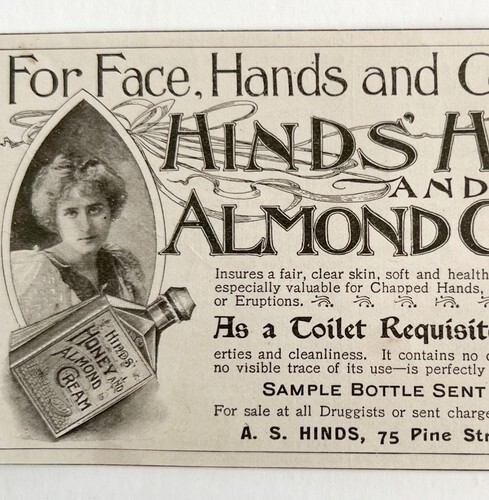 For Face, Hands and C
HINDS' H
AND
ALMOND C
Insures a fair, clear skin, soft and health
especially valuable for Chapped Hands,
or Eruptions.
As a Toilet Requisite
erties and cleanliness. It contains no
no visible trace of its use—is perfectly
SAMPLE BOTTLE SENT
For sale at all Druggists or sent charge
A. S. HINDS, 75 Pine Str
HINDS'
HONEY AND
ALMOND
CREAM